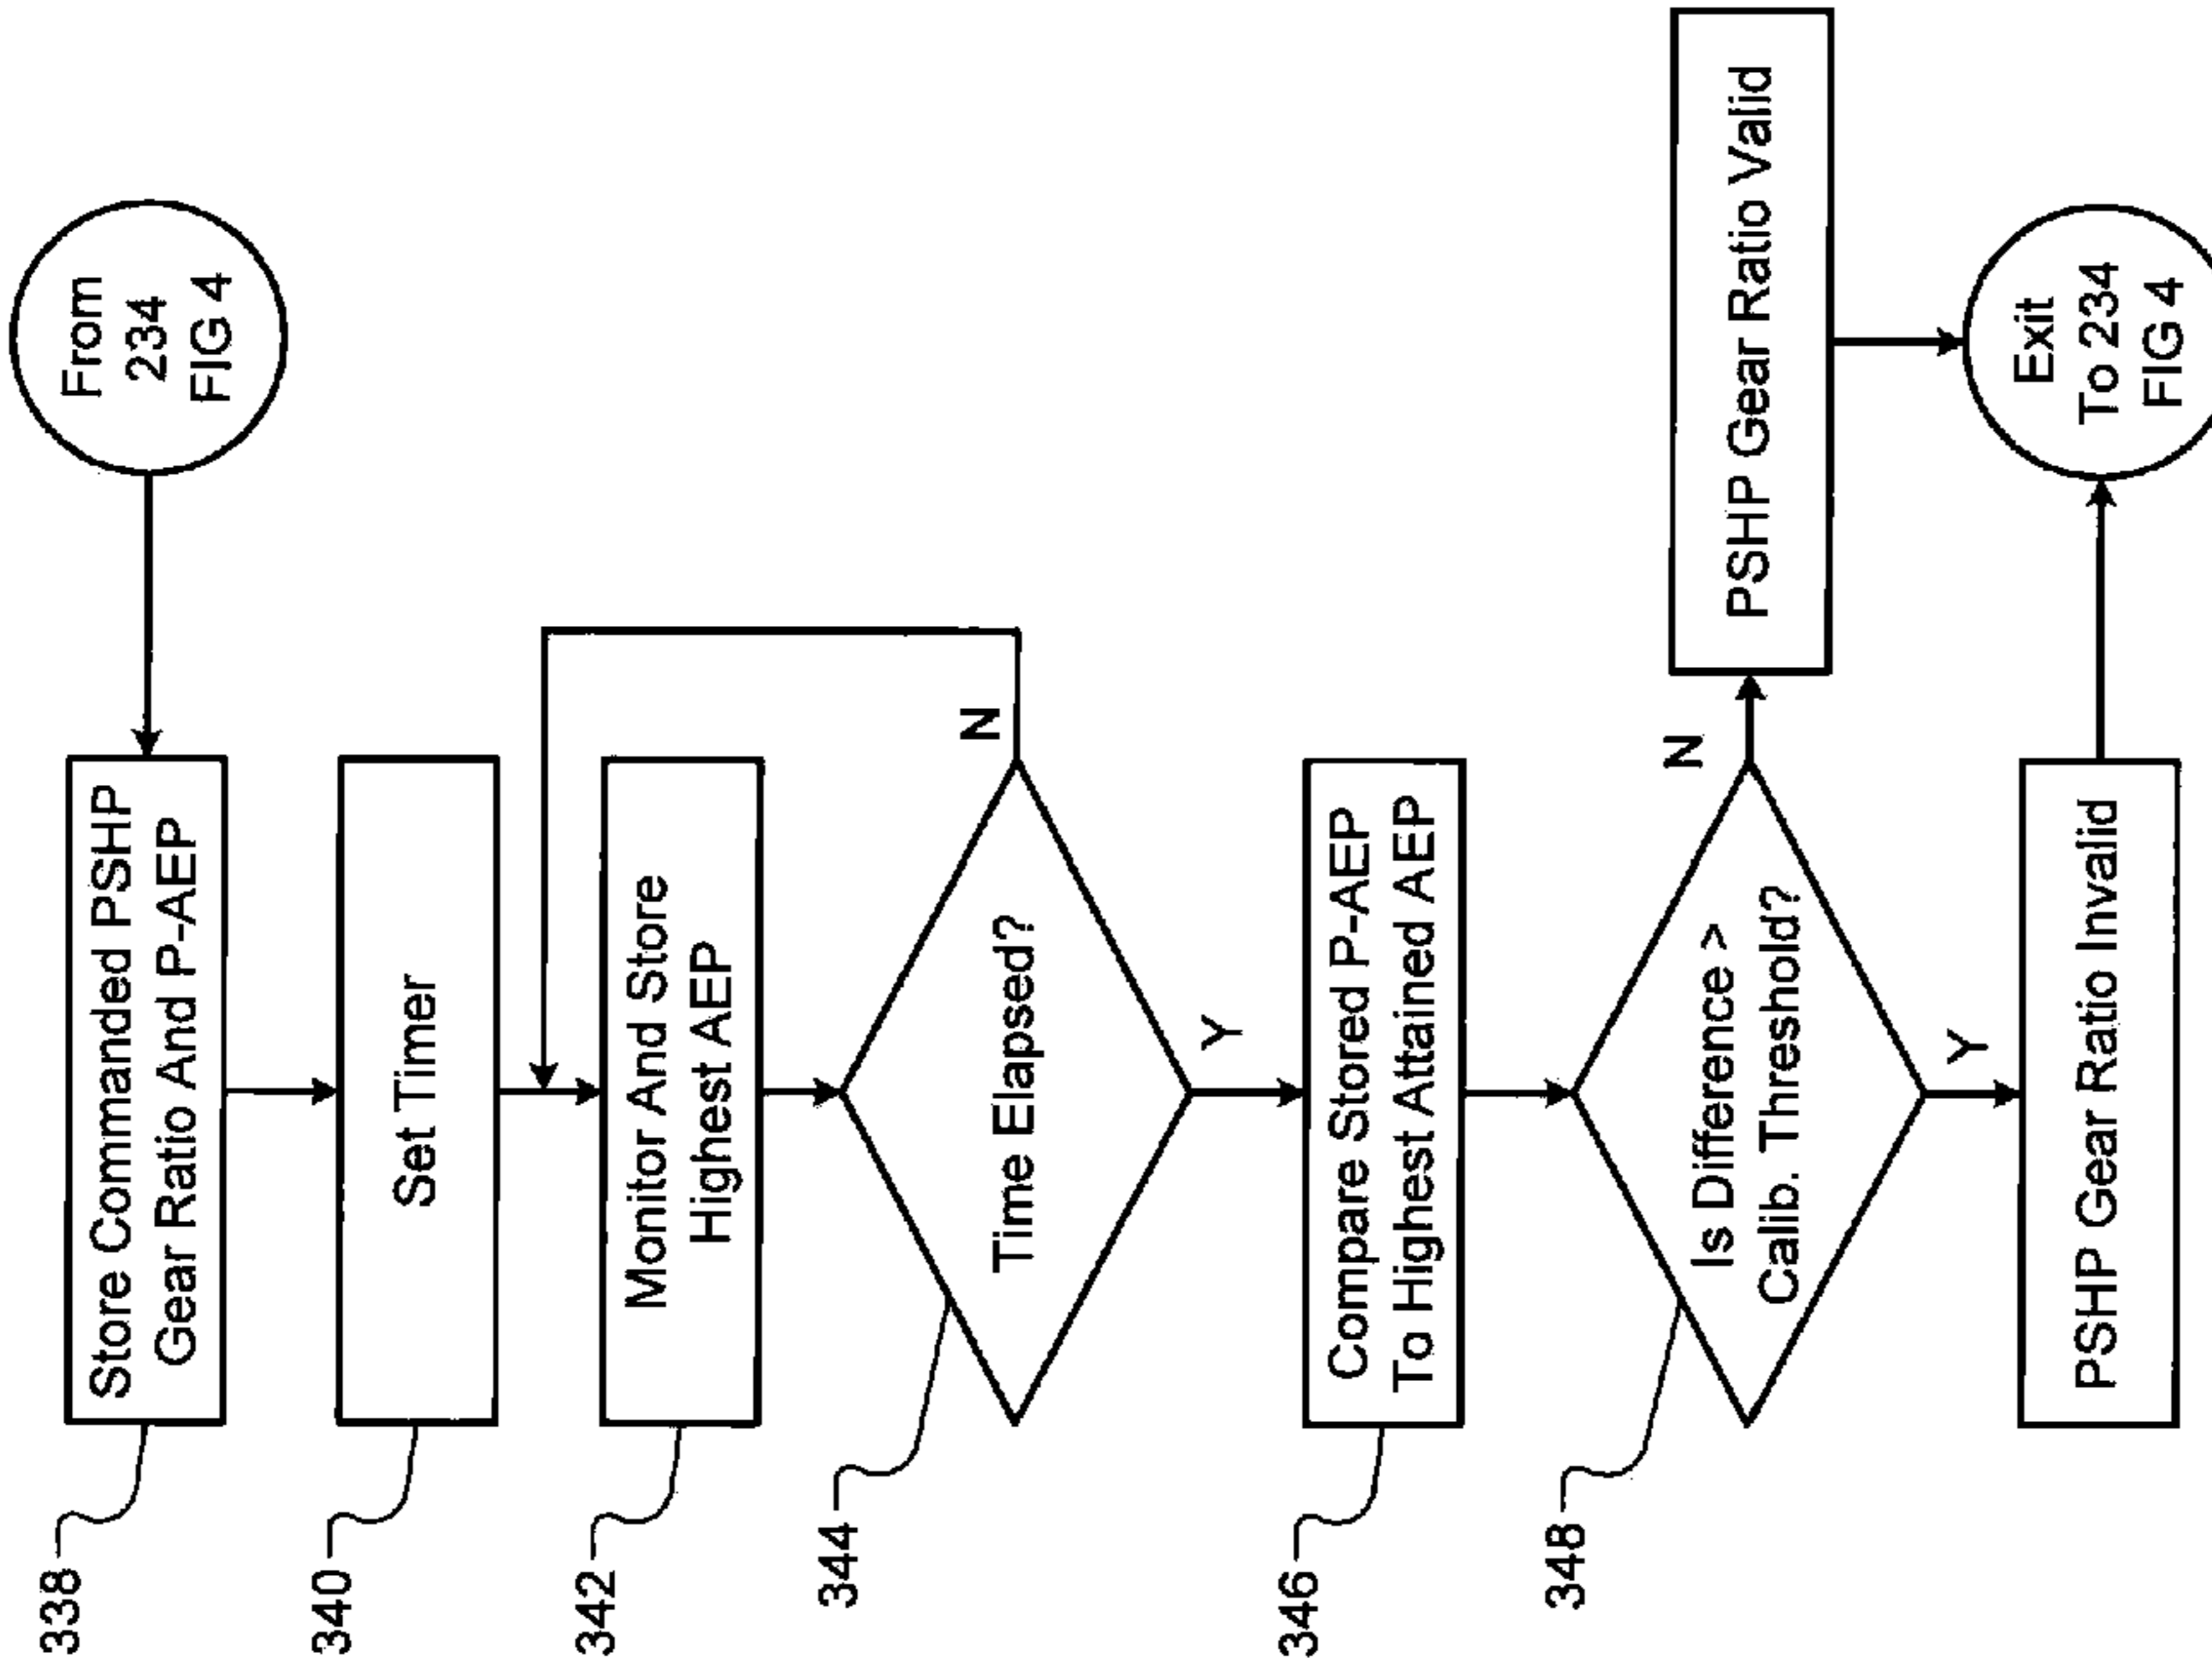 From
234
FIG 4
338
Store Commanded PSHP
Gear Ratio And P-AEP
340
Set Timer
342
Monitor And Store
Highest AEP
344
Time Elapsed?
N
Y
346
Compare Stored P-AEP
To Highest Attained AEP
348
Is Difference >
Calib. Threshold?
N
PSHP Gear Ratio Valid
Y
PSHP Gear Ratio Invalid
Exit
To 234
FIG 4